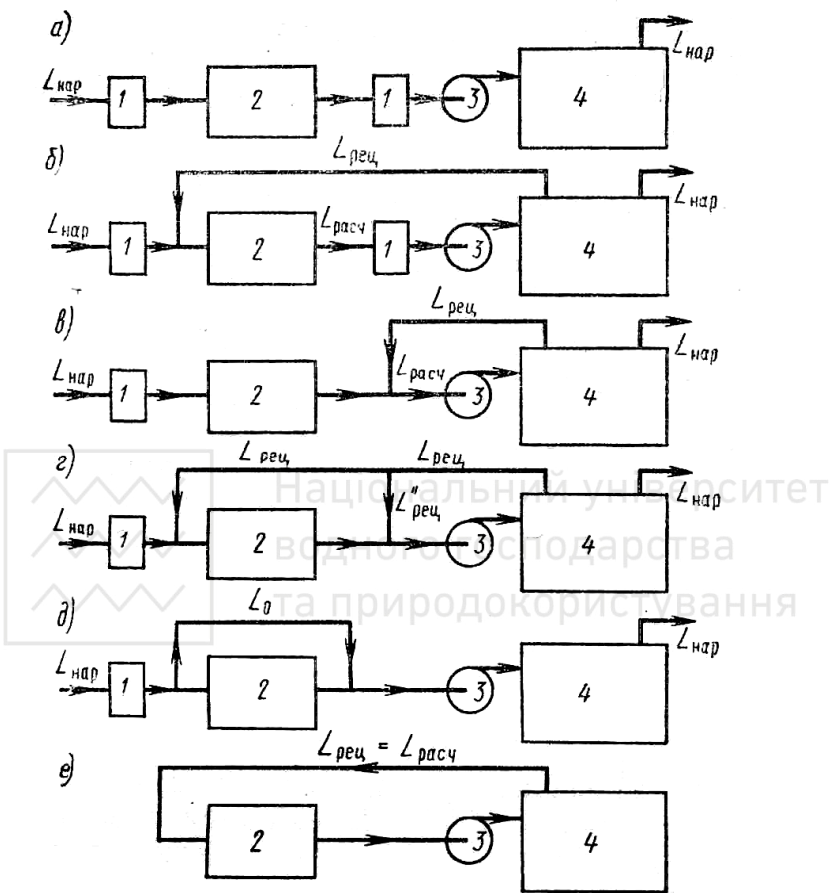 а)
L нар 1 2 1 3 4 L нар
б)
L рец
L нар 1 2 L расч 1 3 4 L нар
в)
L рец
L нар 1 2 L расч 3 4 L нар
г)
L рец L рец
L нар 1 2 L″рец 3 4 L нар
Національний університет
водного господарства
та природокористування
д)
L о
L нар 1 2 3 4 L нар
е)
L рец = L расч
2 3 4